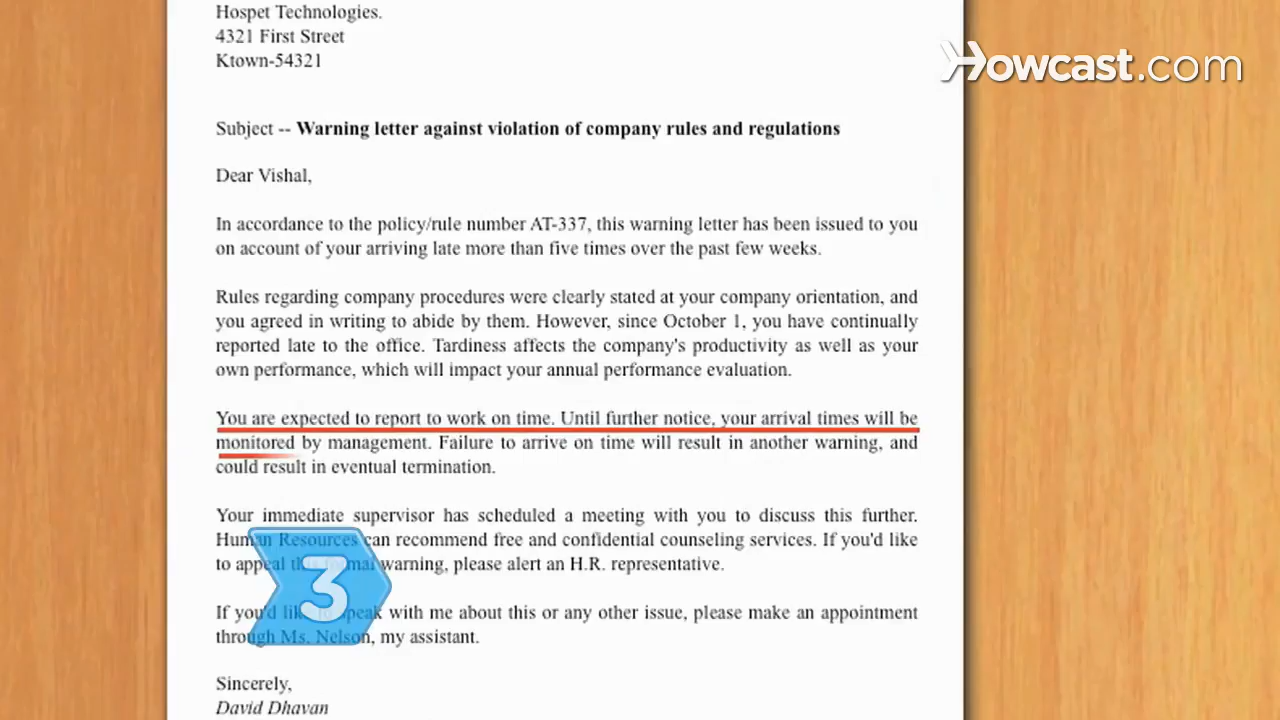 Hospet Technologies.
4321 First Street
Ktown-54321
Howcast.com
Subject -- Warning letter against violation of company rules and regulations
Dear Vishal,
In accordance to the policy/rule number AT-337, this warning letter has been issued to you
on account of your arriving late more than five times over the past few weeks.
Rules regarding company procedures were clearly stated at your company orientation, and
you agreed in writing to abide by them. However, since October 1, you have continually
reported late to the office. Tardiness affects the company's productivity as well as your
own performance, which will impact your annual performance evaluation.
You are expected to report to work on time. Until further notice, your arrival times will be
monitored by management. Failure to arrive on time will result in another warning, and
could result in eventual termination.
Your immediate supervisor has scheduled a meeting with you to discuss this further.
Human Resources can recommend free and confidential counseling services. If you'd like
to appeal this formal warning, please alert an H.R. representative.
3
If you'd like to speak with me about this or any other issue, please make an appointment
through Ms. Nelson, my assistant.
Sincerely,
David Dhavan